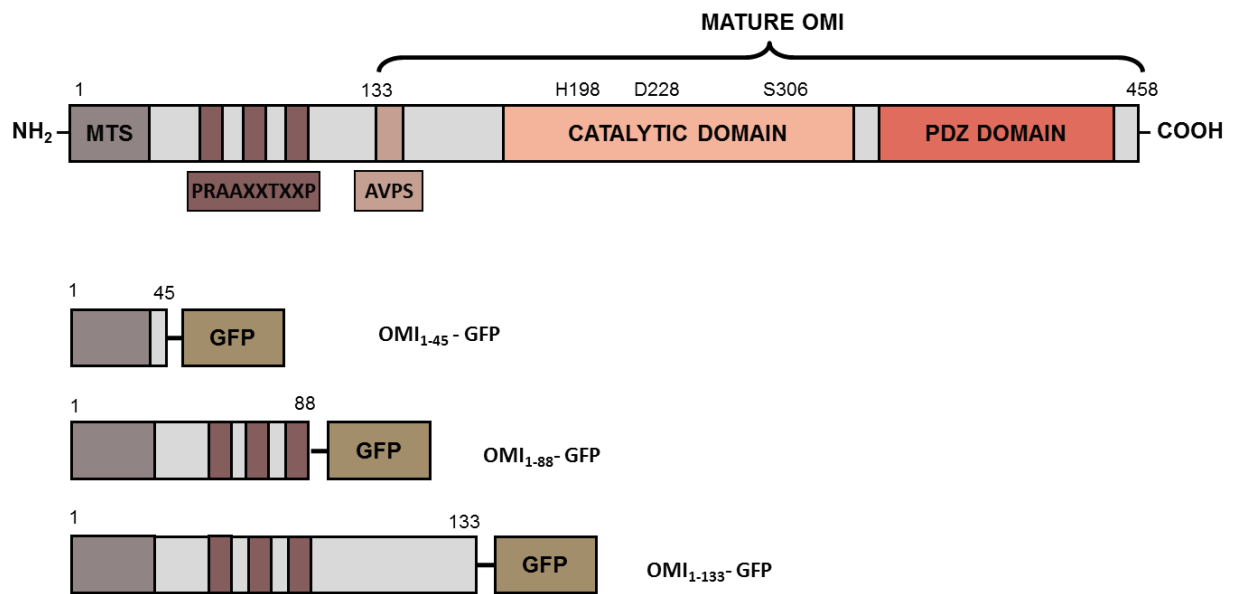 MATURE OMI
1 133 H198 D228 S306 458
NH₂ MTS CATALYTIC DOMAIN PDZ DOMAIN COOH
PRAAXXTXXP AVPS
1 45
GFP OMI₁₋₄₅ - GFP
1 88
GFP OMI₁₋₈₈- GFP
1 133
GFP OMI₁₋₁₃₃- GFP